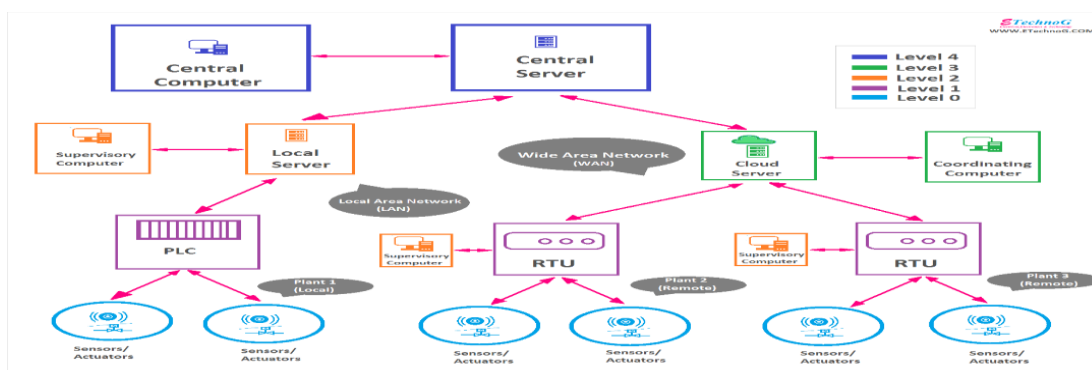 ETechnoG
WWW.ETechnoG.COM
Central
Computer
Central
Server
Level 4
Level 3
Level 2
Level 1
Level 0
Supervisory
Computer
Local
Server
Wide Area Network
(WAN)
Cloud
Server
Coordinating
Computer
Local Area Network
(LAN)
PLC
Supervisory
Computer
RTU
Supervisory
Computer
RTU
Plant 1
(Local)
Plant 2
(Remote)
Plant 3
(Remote)
Sensors/
Actuators
Sensors/
Actuators
Sensors/
Actuators
Sensors/
Actuators
Sensors/
Actuators
Sensors/
Actuators